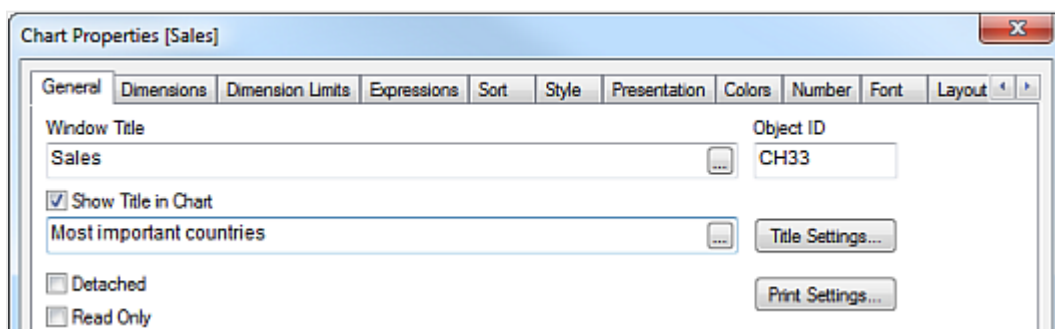 Chart Properties [Sales]
General Dimensions Dimension Limits Expressions Sort Style Presentation Colors Number Font Layout
Window Title Object ID
Sales ... CH33
Show Title in Chart
Most important countries ... Title Settings...
Detached Print Settings...
Read Only